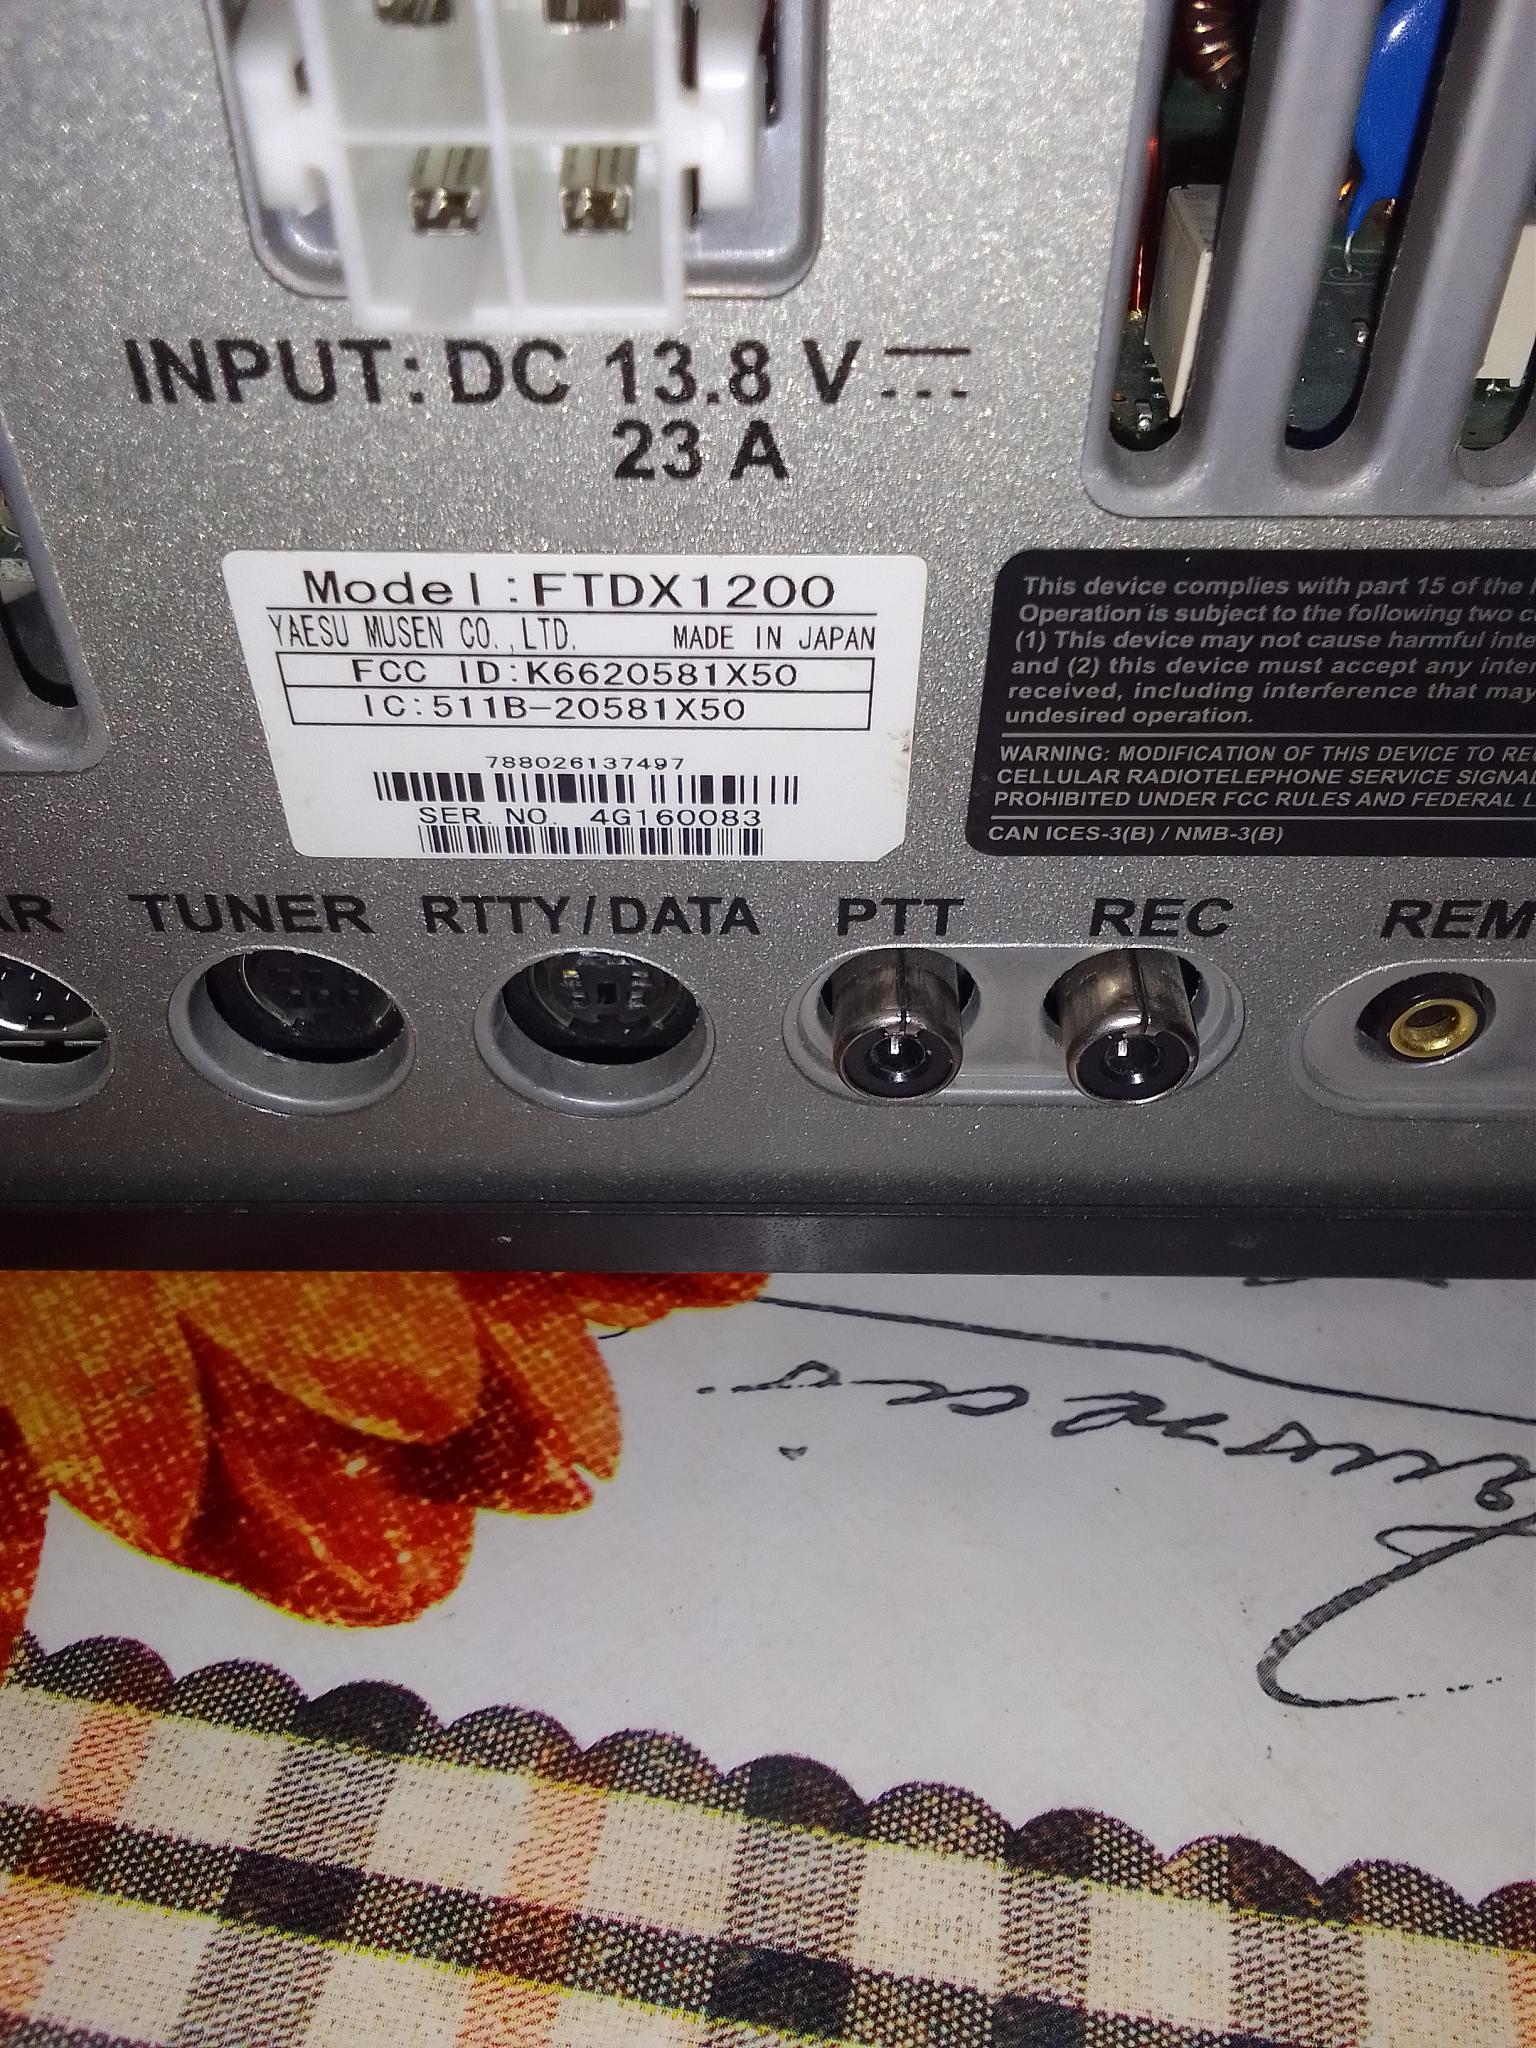 INPUT: DC 13.8 V
23 A
Model:FTDX1200
YAESU MUSEN CO.,LTD. MADE IN JAPAN
FCC ID:K6620581X50
IC:511B-20581X50
788026137497
SER. NO. 4G160083
This device complies with part 15 of the
Operation is subject to the following two
(1) This device may not cause harmful
and (2) this device must accept any
received, including interference that may
undesired operation.
WARNING: MODIFICATION OF THIS DEVICE TO
CELLULAR RADIOTELEPHONE SERVICE
PROHIBITED UNDER FCC RULES AND FEDERAL
CAN ICES-3(B) / NMB-3(B)
TUNER RTTY/DATA PTT REC REM